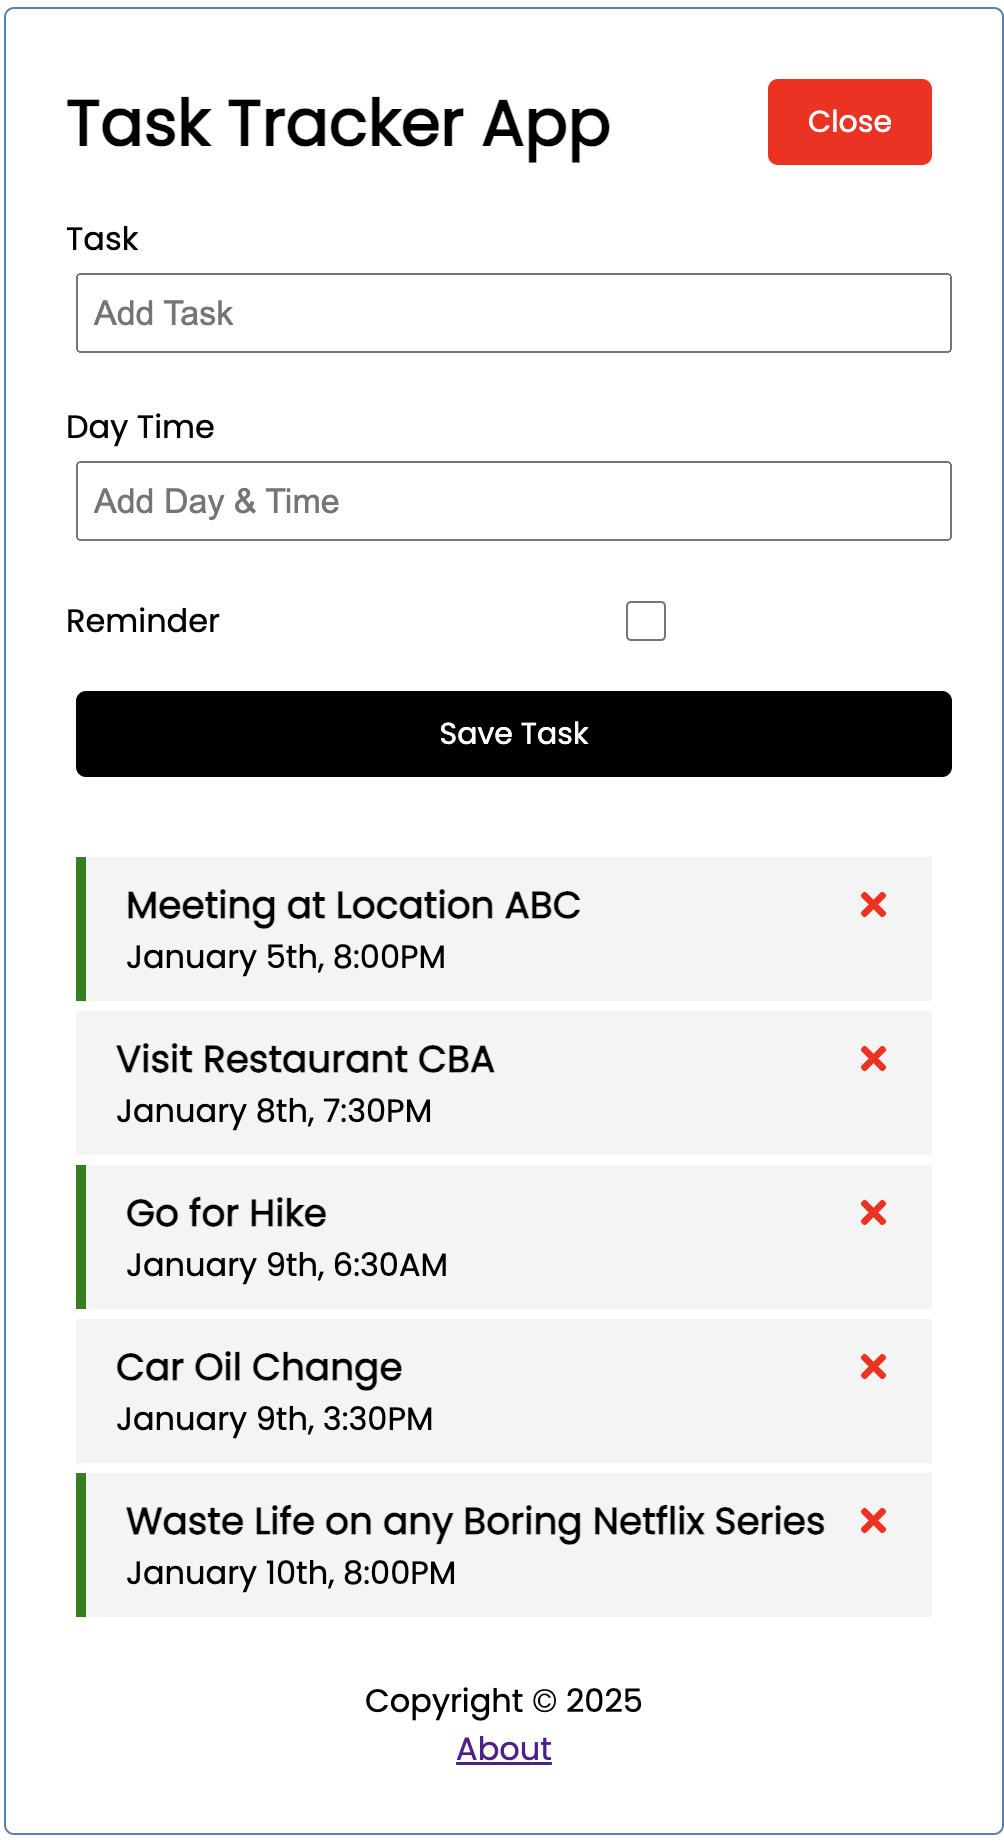 Task Tracker App
Close
Task
Add Task
Day Time
Add Day & Time
Reminder
Save Task
Meeting at Location ABC
January 5th, 8:00PM
Visit Restaurant CBA
January 8th, 7:30PM
Go for Hike
January 9th, 6:30AM
Car Oil Change
January 9th, 3:30PM
Waste Life on any Boring Netflix Series
January 10th, 8:00PM
Copyright © 2025
About